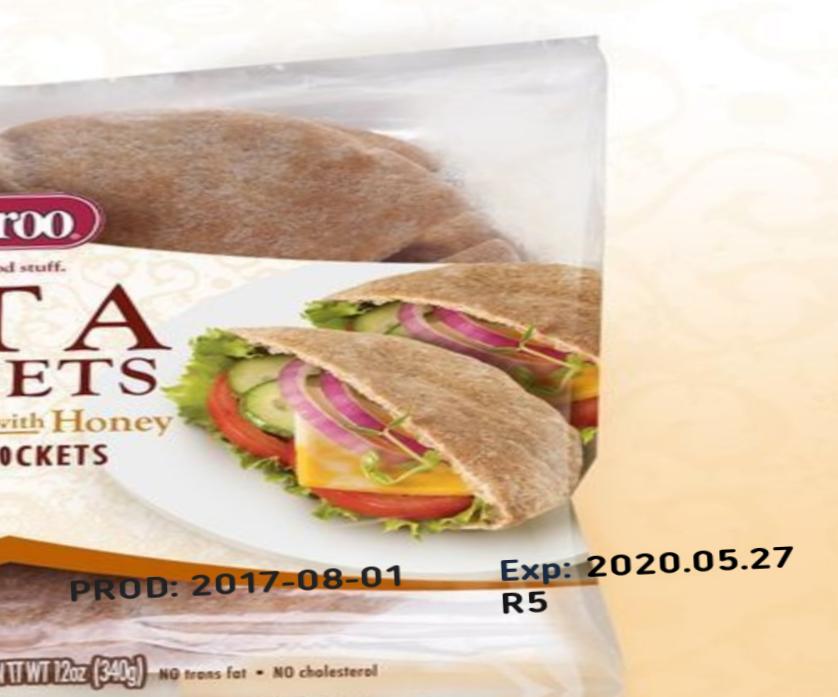 roo
od stuff.
TA
ETS
with Honey
OCKETS
PROD: 2017-08-01
Exp: 2020.05.27
R5
WT 12oz (340g) NO trans fat • NO cholesterol